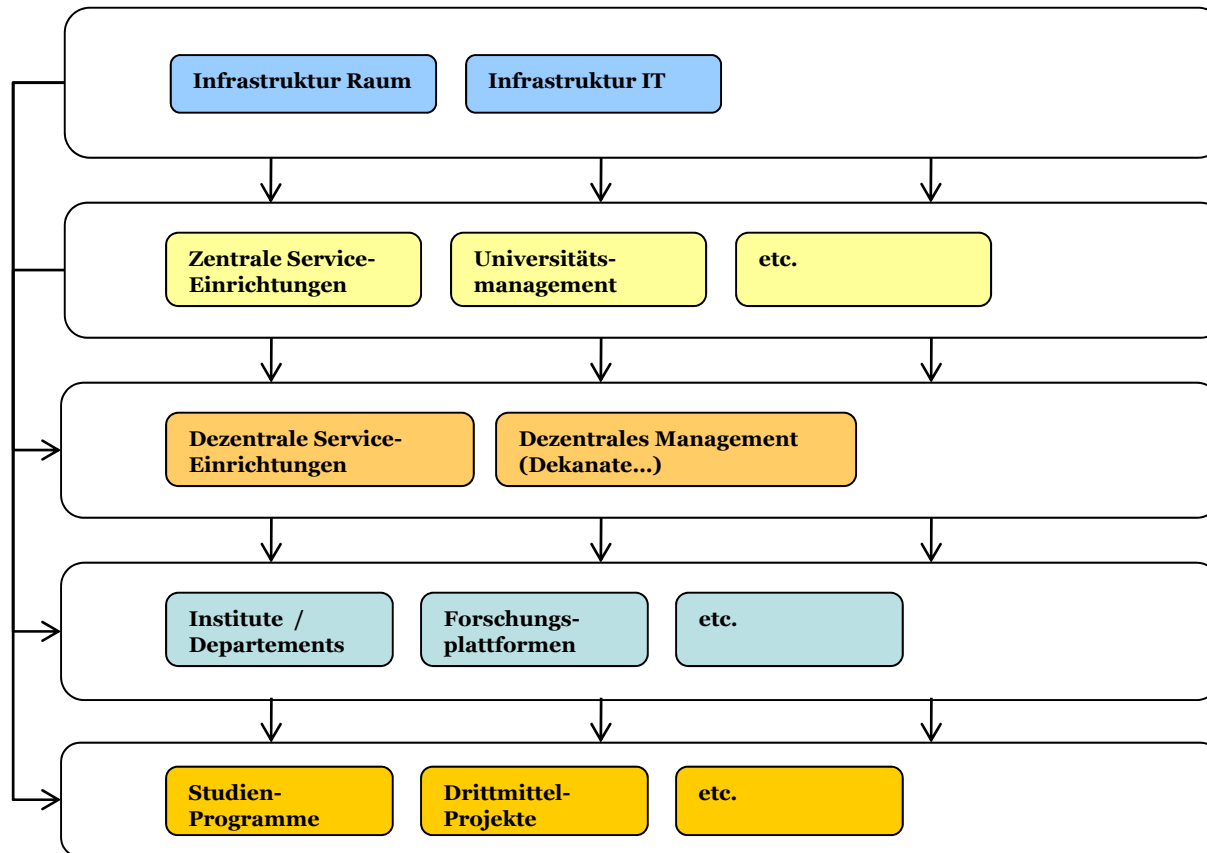 Infrastruktur Raum
Infrastruktur IT
Zentrale Service-
Einrichtungen
Universitäts-
management
etc.
Dezentrale Service-
Einrichtungen
Dezentrales Management
(Dekanate...)
Institute  /
Departements
Forschungs-
plattformen
etc.
Studien-
Programme
Drittmittel-
Projekte
etc.